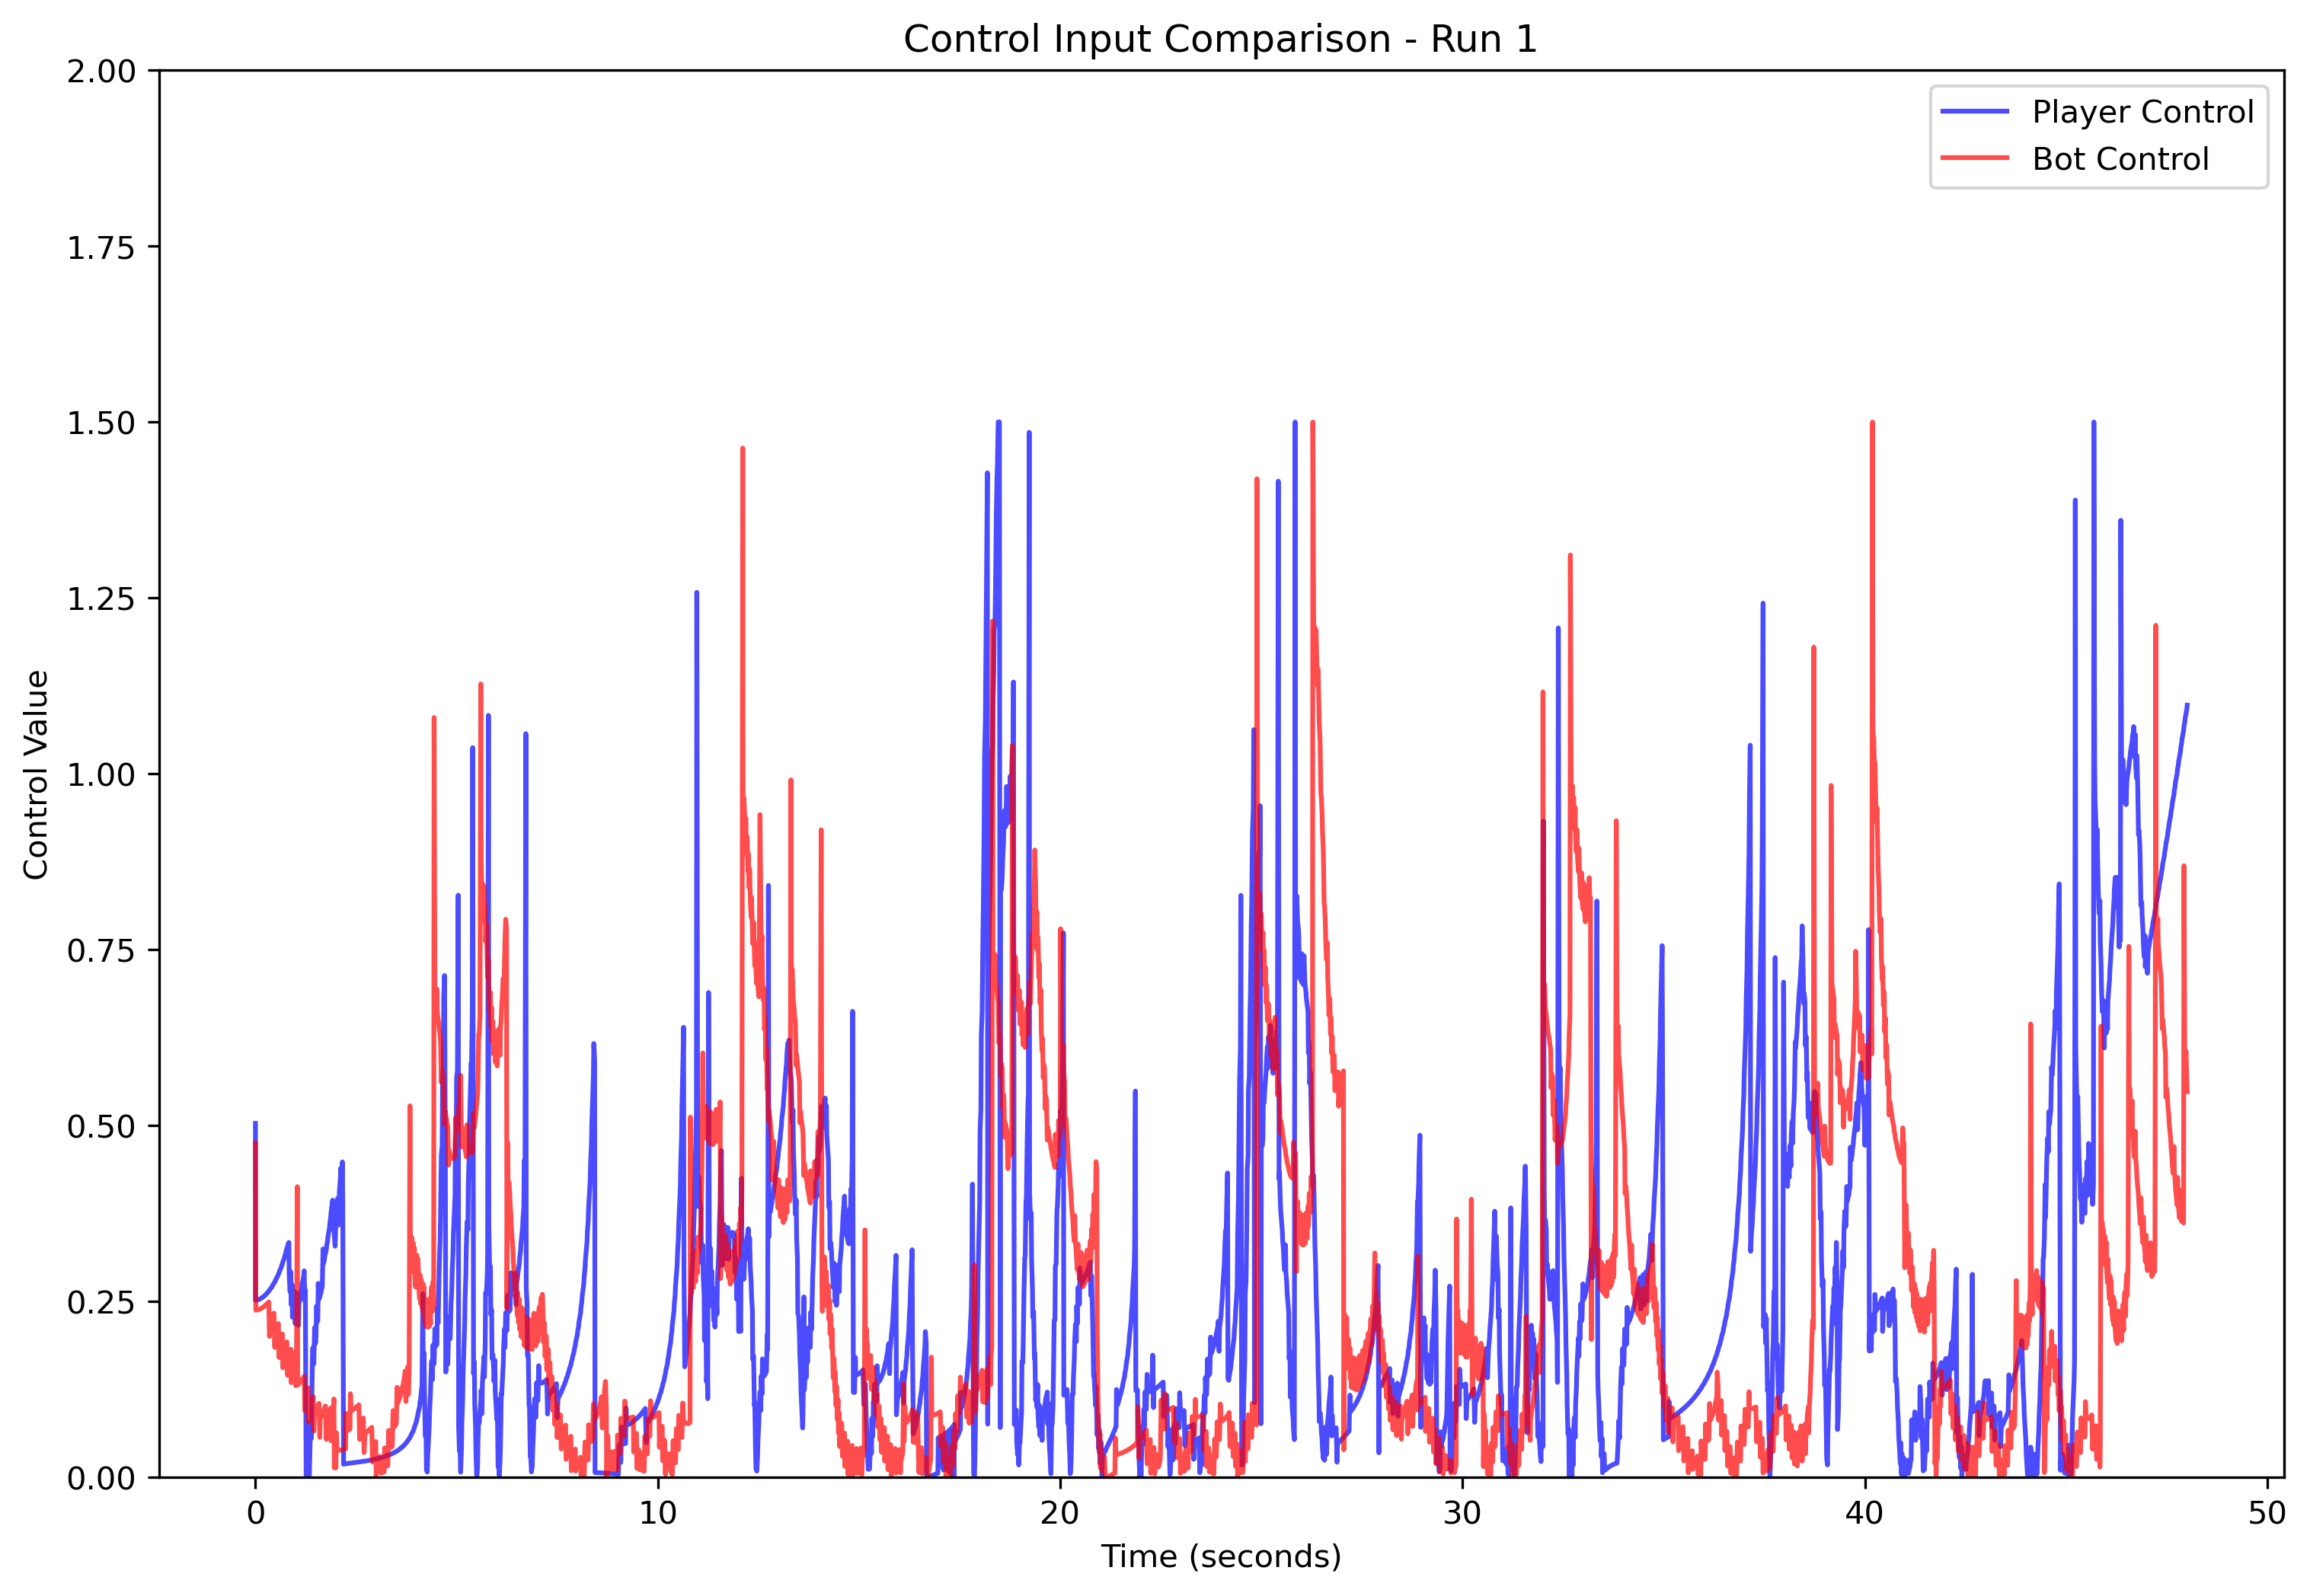 Control Input Comparison - Run 1
Player Control
Bot Control
Control Value
2.00
1.75
1.50
1.25
1.00
0.75
0.50
0.25
0.00
0 10 20 30 40 50
Time (seconds)